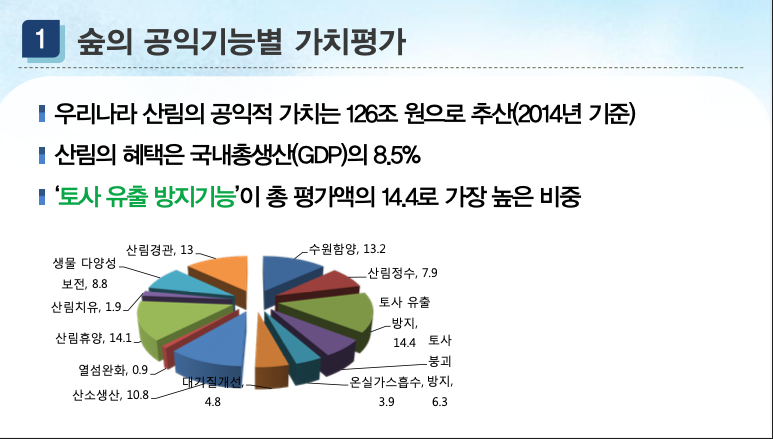 1 숲의 공익기능별 가치평가
우리나라 산림의 공익적 가치는 126조 원으로 추산(2014년 기준)
산림의 혜택은 국내총생산(GDP)의 8.5%
‘토사 유출 방지기능’이 총 평가액의 14.4로 가장 높은 비중
산림경관, 13
수원함양, 13.2
생물 다양성
보전, 8.8
산림정수, 7.9
산림치유, 1.9
토사 유출
방지,
14.4
산림휴양, 14.1
토사
붕괴
방지,
6.3
열섬완화, 0.9
산소생산, 10.8
대기질개선,
4.8
온실가스흡수,
3.9